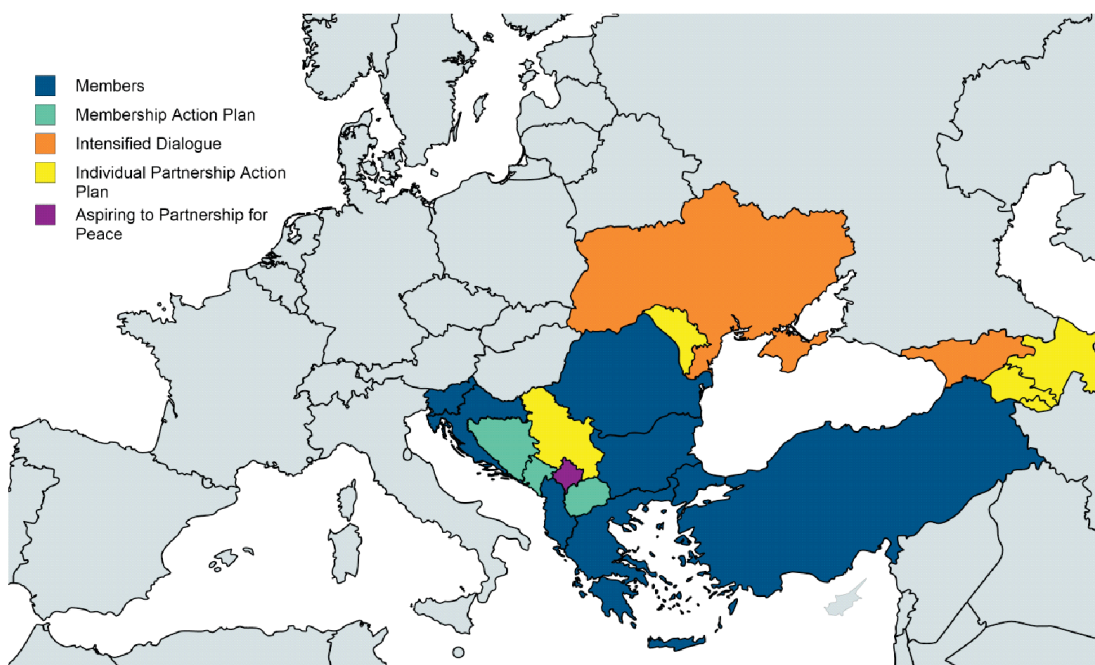 Members
Membership Action Plan
Intensified Dialogue
Individual Partnership Action
Plan
Aspiring to Partnership for
Peace